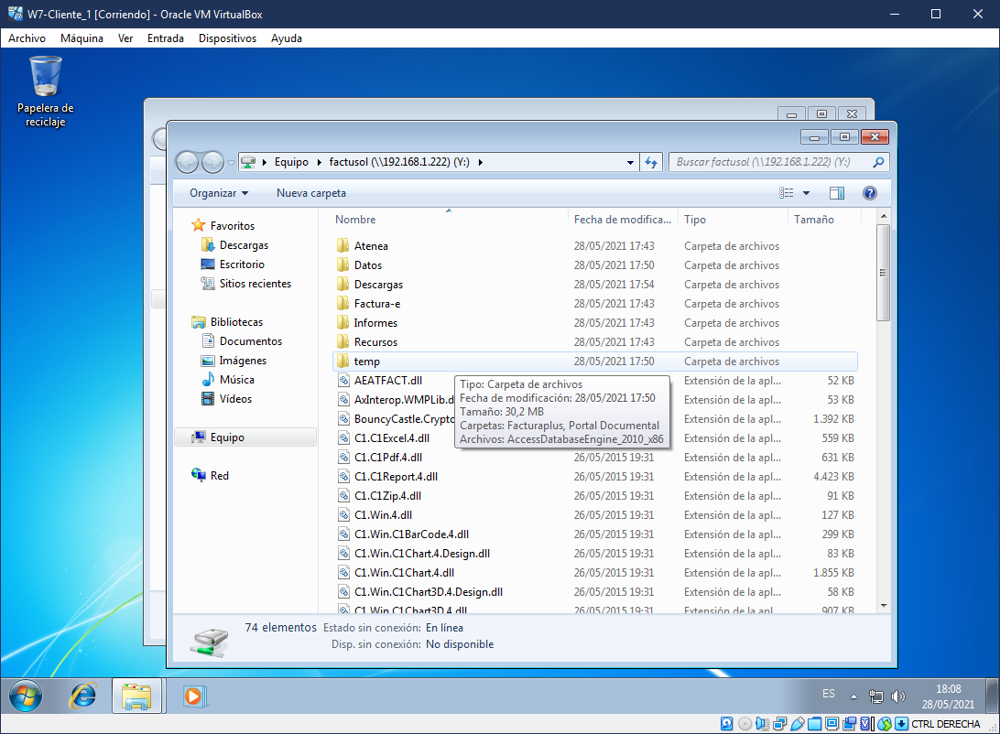 W7-Cliente_1 [Corriendo] - Oracle VM VirtualBox
Archivo Máquina Ver Entrada Dispositivos Ayuda
Papelera de
reciclaje
Equipo factusol (\\192.168.1.222) (Y:)
Buscar factusol (\\192.168.1.222) (Y:)
Organizar Nueva carpeta
Favoritos
Descargas
Escritorio
Sitios recientes
Bibliotecas
Documentos
Imágenes
Música
Vídeos
Equipo
Red
Nombre Fecha de modifica... Tipo Tamaño
Atenea 28/05/2021 17:43 Carpeta de archivos
Datos 28/05/2021 17:50 Carpeta de archivos
Descargas 28/05/2021 17:54 Carpeta de archivos
Factura-e 28/05/2021 17:43 Carpeta de archivos
Informes 28/05/2021 17:43 Carpeta de archivos
Recursos 28/05/2021 17:43 Carpeta de archivos
temp 28/05/2021 17:50 Carpeta de archivos
AEATFACT.dll Extensión de la apl... 52 KB
AxInterop.WMPLib.d Extensión de la apl... 53 KB
BouncyCastle.Crypto Extensión de la apl... 1.392 KB
C1.C1Excel.4.dll Extensión de la apl... 559 KB
C1.C1Pdf.4.dll 26/05/2015 19:31 Extensión de la apl... 631 KB
C1.C1Report.4.dll 26/05/2015 19:31 Extensión de la apl... 4.423 KB
C1.C1Zip.4.dll 26/05/2015 19:31 Extensión de la apl... 91 KB
C1.Win.4.dll 26/05/2015 19:31 Extensión de la apl... 127 KB
C1.Win.C1BarCode.4.dll 26/05/2015 19:31 Extensión de la apl... 299 KB
C1.Win.C1Chart.4.Design.dll 26/05/2015 19:31 Extensión de la apl... 83 KB
C1.Win.C1Chart.4.dll 26/05/2015 19:31 Extensión de la apl... 1.855 KB
C1.Win.C1Chart3D.4.Design.dll 26/05/2015 19:31 Extensión de la apl... 58 KB
C1.Win.C1Chart3D.4.dll 26/05/2015 19:31 Extensión de la apl... 907 KB
Tipo: Carpeta de archivos
Fecha de modificación: 28/05/2021 17:50
Tamaño: 30,2 MB
Carpetas: Facturaplus, Portal Documental
Archivos: AccessDatabaseEngine_2010_x86
74 elementos Estado sin conexión: En línea
Disp. sin conexión: No disponible
ES
18:08
28/05/2021
CTRL DERECHA